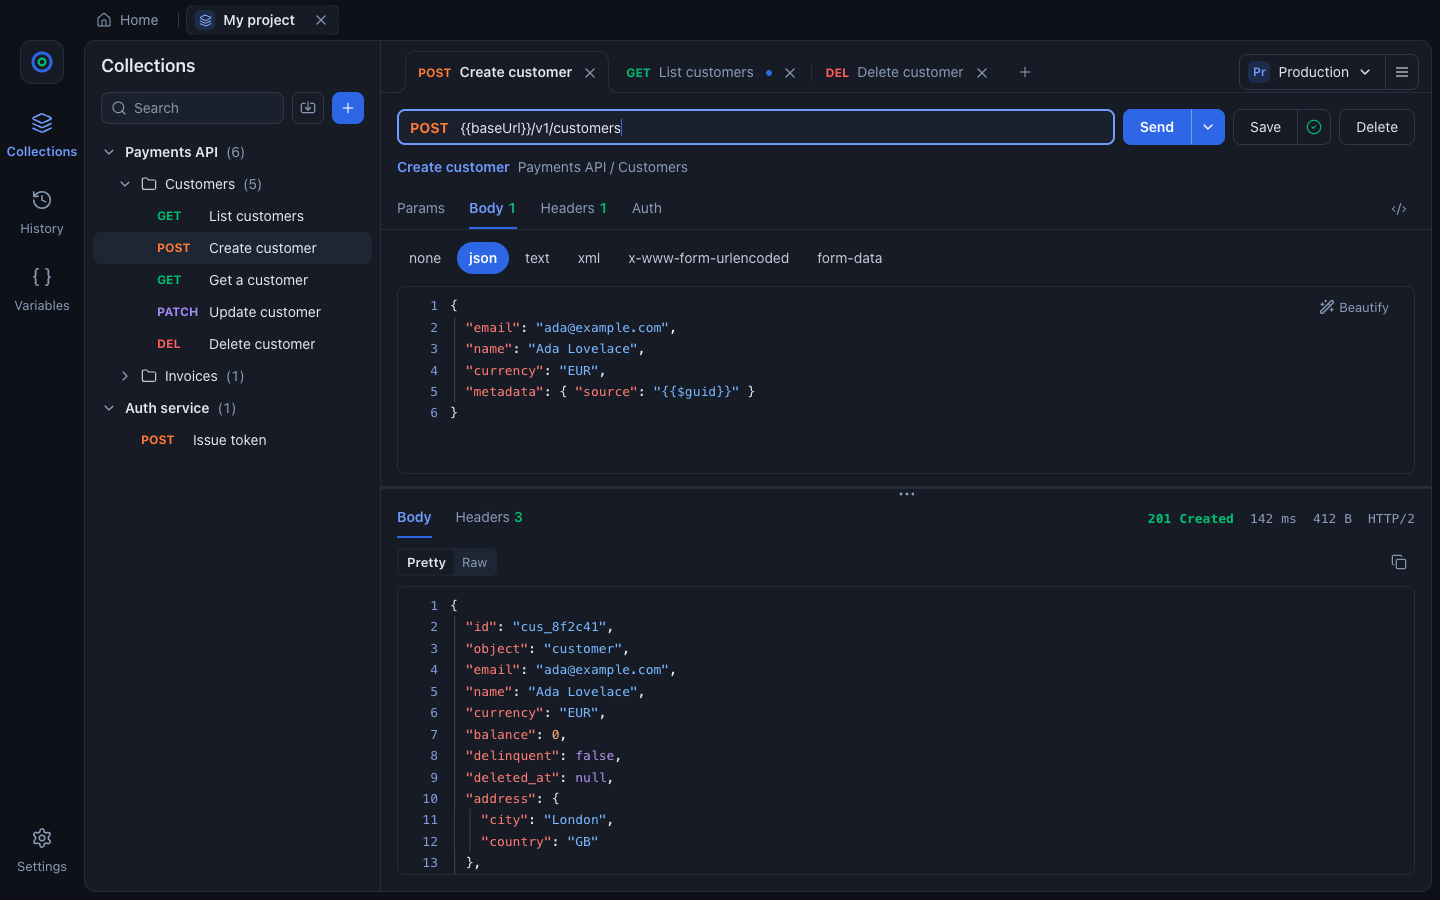 Home
My project
Collections
History
{ }
Variables
Settings
Collections
Search
Payments API (6)
Customers (5)
GET List customers
POST Create customer
GET Get a customer
PATCH Update customer
DEL Delete customer
Invoices (1)
Auth service (1)
POST Issue token
POST Create customer
GET List customers
DEL Delete customer
Pr Production
POST {{baseUrl}}/v1/customers
Send
Save
Delete
Create customer Payments API / Customers
Params Body 1 Headers 1 Auth
none json text xml x-www-form-urlencoded form-data
Beautify
1 {
2 "email": "ada@example.com",
3 "name": "Ada Lovelace",
4 "currency": "EUR",
5 "metadata": { "source": "{{$guid}}" }
6 }
Body Headers 3
201 Created 142 ms 412 B HTTP/2
Pretty Raw
1 {
2 "id": "cus_8f2c41",
3 "object": "customer",
4 "email": "ada@example.com",
5 "name": "Ada Lovelace",
6 "currency": "EUR",
7 "balance": 0,
8 "delinquent": false,
9 "deleted_at": null,
10 "address": {
11 "city": "London",
12 "country": "GB"
13 },